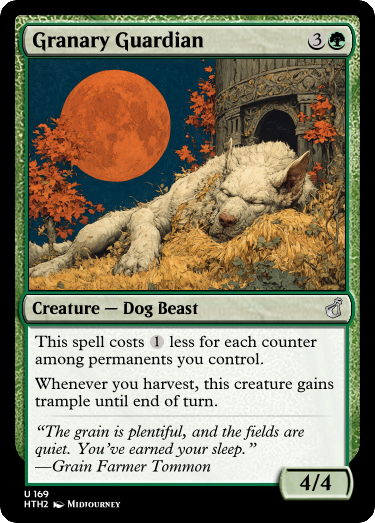 Granary Guardian 3
Creature — Dog Beast
This spell costs 1 less for each counter
among permanents you control.
Whenever you harvest, this creature gains
trample until end of turn.
“The grain is plentiful, and the fields are
quiet. You’ve earned your sleep.”
—Grain Farmer Tommon
4/4
U 169
HTH2 Midjourney